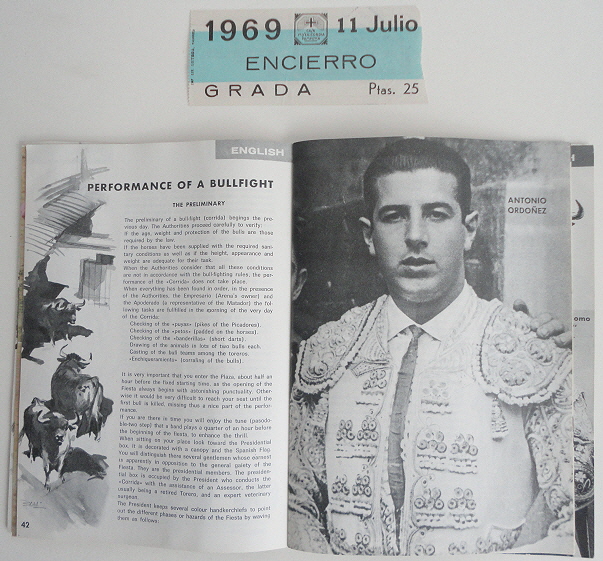 1969
11 Julio
ENCIERRO
GRADA
Ptas. 25
ENGLISH
PERFORMANCE OF A BULLFIGHT
THE PRELIMINARY
The preliminary of a bull-fight (corrida) begings the pre-
vious day. The Authorities proceed carefully to verify:
If the age, weight and protection of the bulls are those
required by the law.
If the horses have been supplied with the required sani-
tary conditions as well as if the height, appearance and
weight are adequate for their task.
When the Authorities consider that all these conditions
are not in accordance with the bull-fighting rules, the per-
formance of the «Corrida» does not take place.
When everything has been found in order, in the presence
of the Authorities, the Empresario (Arena's owner) and
the Apoderado (a representative of the Matador) the fol-
lowing tasks are fulfilled in the morning of the very day
of the Corrida:
Checking of the «puyas» (pikes of the Picadores).
Checking of the «petos» (padded on the horses).
Checking of the «banderillas» (short darts).
Drawing of the animals in lots of two bulls each.
Casting of the bull teams among the toreros.
«Enchiqueramiento» (corraling of the bulls).
It is very important that you enter the Plaza, about half an
hour before the fixed starting time, as the opening of the
Fiesta always begins with astonishing punctuality. Other-
wise it would be very difficult to reach your seat until the
first bull is killed, missing thus a nice part of the perfor-
mance.
If you are there in time you will enjoy the tune (pasodo-
ble-two step) that a band plays a quarter of an hour before
the beginning of the fiesta, to enhance the thrill.
When sitting on your place look toward the Presidential
box. It is decorated with a canopy and the Spanish Flag.
You will distinguish there several gentlemen whose earnest
is apparently in opposition to the general gaiety of the
Fiesta. They are the presidential members. The presiden-
tial box is occupied by the President who conducts the
«Corrida» with the assistance of an Assessor, the latter
usually being a retired Torero, and an expert veterinary
surgeon.
The President keeps several colour handkerchiefs to point
out the different phases or hazards of the Fiesta by waving
them as follows:
42
ANTONIO
ORDOÑEZ
omo